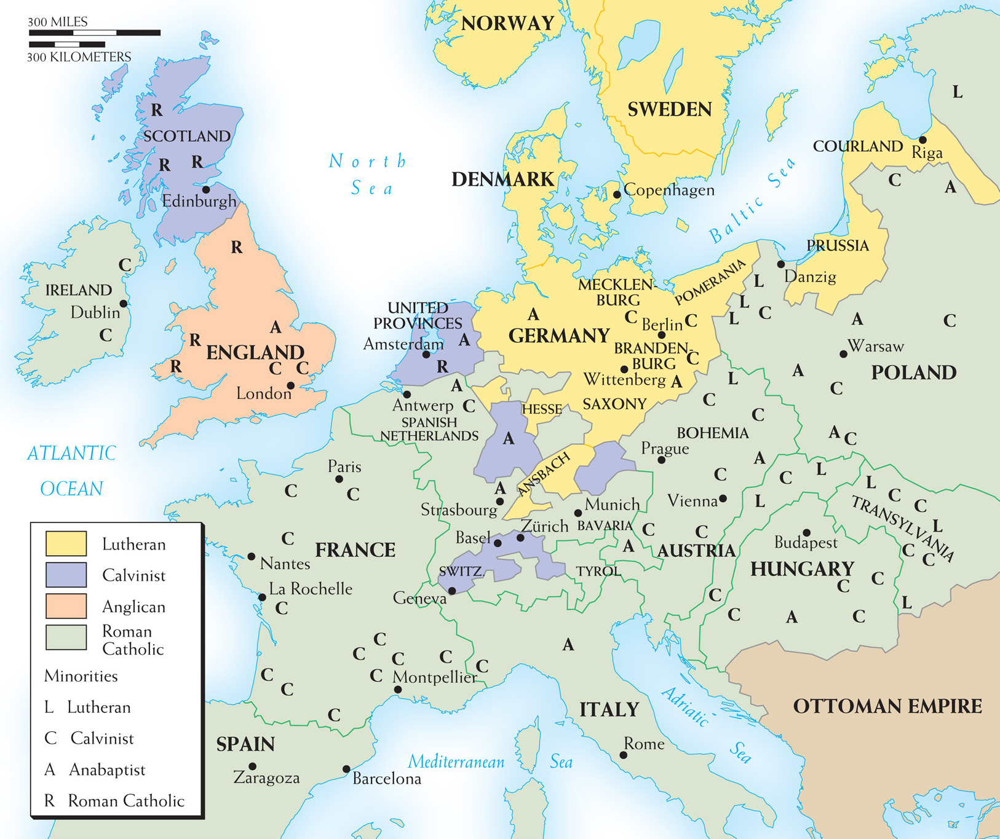 300 MILES
300 KILOMETERS
NORWAY
SWEDEN
L
R
SCOTLAND
R
R
Edinburgh
North
Sea
DENMARK
Copenhagen
Baltic Sea
COURLAND
Riga
C
A
R
C
IRELAND
Dublin
C
A
R
ENGLAND
R
C
C
London
UNITED
PROVINCES
Amsterdam
A
R
A
MECKLEN-
BURG
C
POMERANIA
Berlin
C
GERMANY
BRANDEN-
BURG
C
Wittenberg
A
PRUSSIA
Danzig
L
L
L
C
A
C
Warsaw
A
POLAND
C
A
C
A
Antwerp
C
SPANISH
NETHERLANDS
HESSE
SAXONY
A
L
C
C
BOHEMIA
Prague
A
C
C
L
ATLANTIC
OCEAN
Paris
C
C
ANSBACH
A
Strasbourg
Munich
Vienna
L
L
C
C
TRANSYLVANIA
L
C
C
L
Zürich
BAVARIA
C
C
Basel
A
AUSTRIA
Budapest
HUNGARY
C
C
C
C
A
C
C
FRANCE
Nantes
SWITZ.
TYROL
La Rochelle
C
Geneva
C
C
C
C
C
C
Montpellier
C
C
C
A
ITALY
Adriatic
Sea
OTTOMAN EMPIRE
SPAIN
Zaragoza
Barcelona
Mediterranean Sea
Rome
Lutheran
Calvinist
Anglican
Roman
Catholic
Minorities
L Lutheran
C Calvinist
A Anabaptist
R Roman Catholic